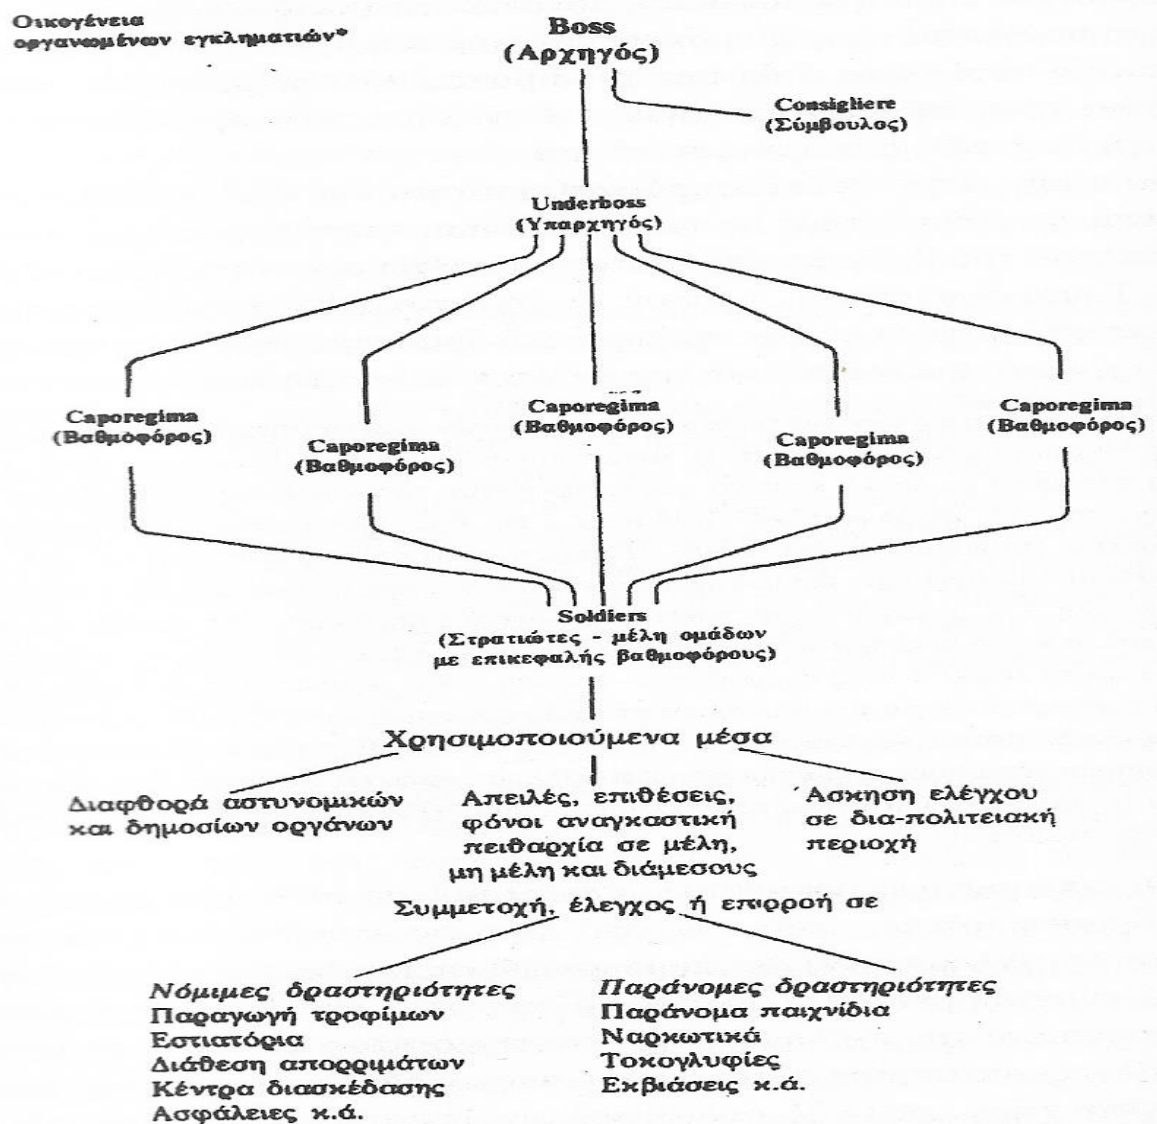 Οικογένεια
οργανωμένων εγκληματιών*
Boss
(Αρχηγός)
Consigliere
(Σύμβουλος)
Underboss
(Υπαρχηγός)
Caporegima
(Βαθμοφόρος)
Caporegima
(Βαθμοφόρος)
Caporegima
(Βαθμοφόρος)
Caporegima
(Βαθμοφόρος)
Caporegima
(Βαθμοφόρος)
Soldiers
(Στρατιώτες - μέλη ομάδων
με επικεφαλής βαθμοφόρους)
Χρησιμοποιούμενα μέσα
Διαφθορά αστυνομικών
και δημοσίων οργάνων
Απειλές, επιθέσεις,
φόνοι αναγκαστική
πειθαρχία σε μέλη,
μη μέλη και διάμεσους
Άσκηση ελέγχου
σε δια-πολιτειακή
περιοχή
Συμμετοχή, έλεγχος ή επιρροή σε
Νόμιμες δραστηριότητες
Παραγωγή τροφίμων
Εστιατόρια
Διάθεση απορριμάτων
Κέντρα διασκέδασης
Ασφάλειες κ.ά.
Παράνομες δραστηριότητες
Παράνομα παιχνίδια
Ναρκωτικά
Τοκογλυφίες
Εκβιάσεις κ.ά.